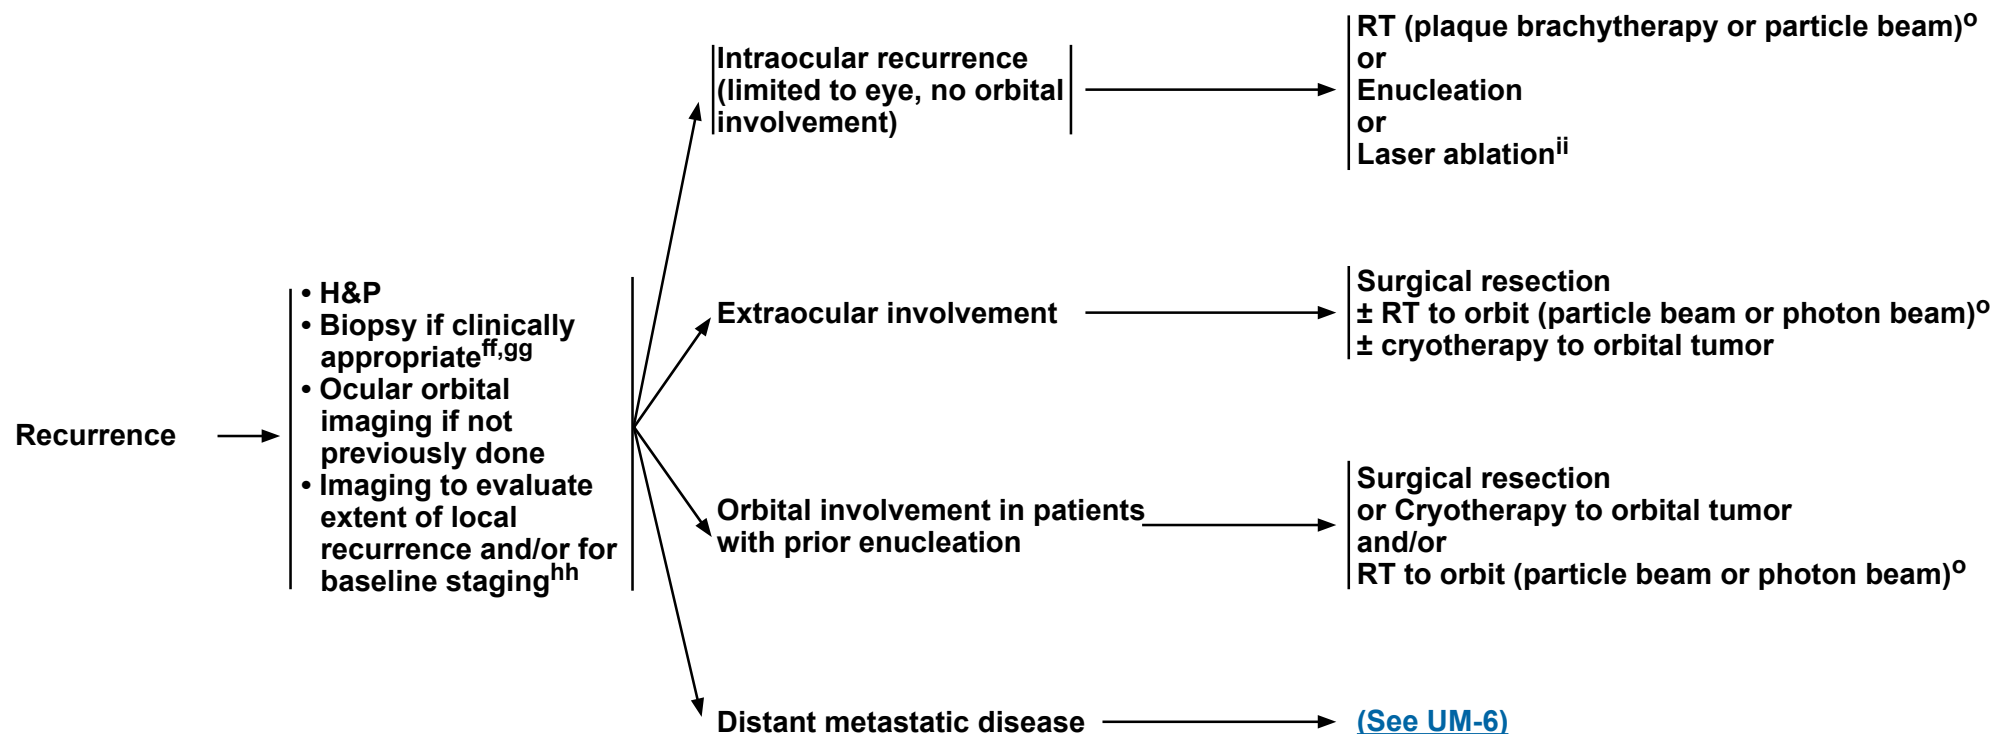 Recurrence
• H&P
• Biopsy if clinically
appropriateff,gg
• Ocular orbital
imaging if not
previously done
• Imaging to evaluate
extent of local
recurrence and/or for
baseline staginghh
Intraocular recurrence
(limited to eye, no orbital
involvement)
RT (plaque brachytherapy or particle beam)o
or
Enucleation
or
Laser ablationii
Extraocular involvement
Surgical resection
± RT to orbit (particle beam or photon beam)o
± cryotherapy to orbital tumor
Orbital involvement in patients
with prior enucleation
Surgical resection
or Cryotherapy to orbital tumor
and/or
RT to orbit (particle beam or photon beam)o
Distant metastatic disease
(See UM-6)